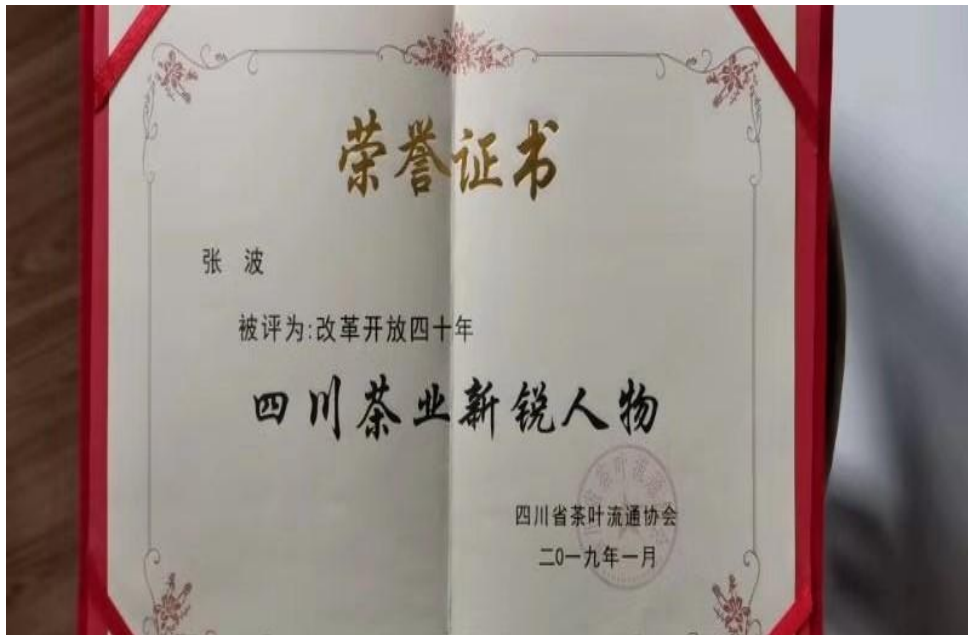 荣誉证书
张 波
被评为:改革开放四十年
四川茶业新锐人物
四川省茶叶流通协会
二0一九年一月